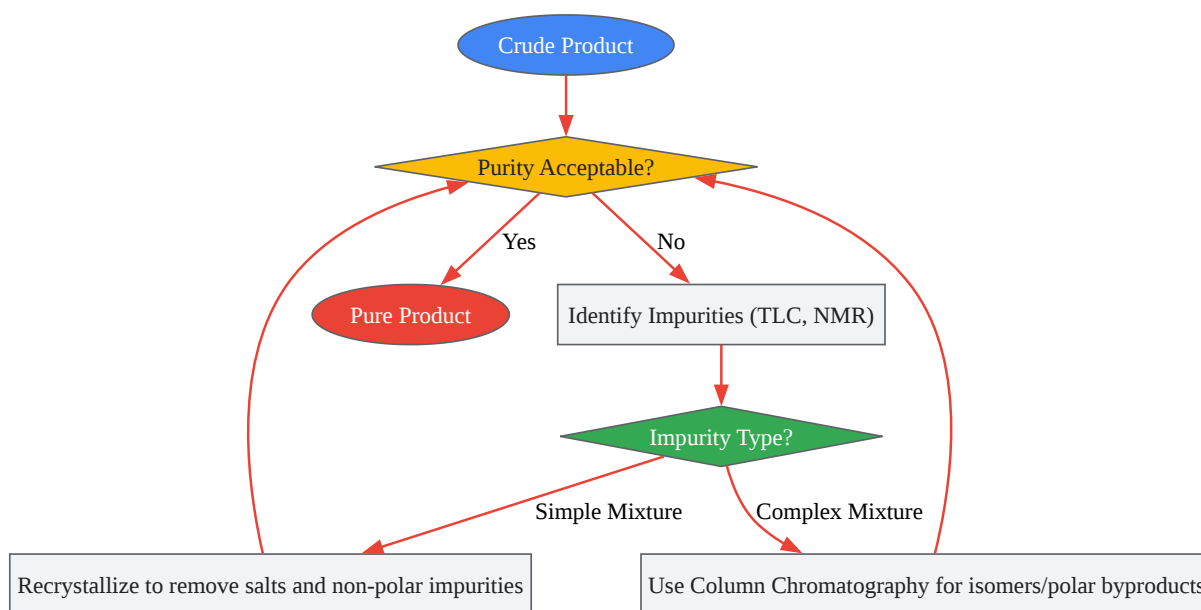 Crude Product
Purity Acceptable?
Yes
No
Pure Product
Identify Impurities (TLC, NMR)
Impurity Type?
Simple Mixture
Complex Mixture
Recrystallize to remove salts and non-polar impurities
Use Column Chromatography for isomers/polar byproducts